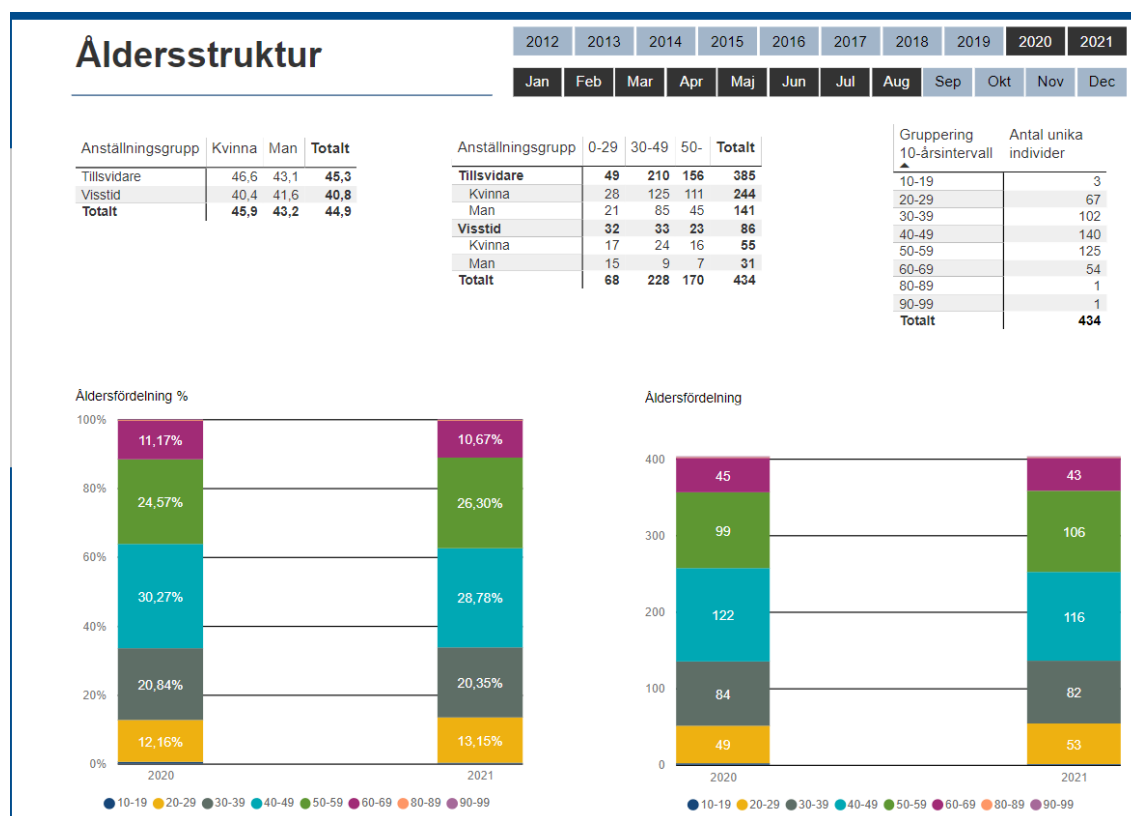 Åldersstruktur
2012 2013 2014 2015 2016 2017 2018 2019 2020 2021
Jan Feb Mar Apr Maj Jun Jul Aug Sep Okt Nov Dec
Anställningsgrupp Kvinna Man Totalt
Tillsvidare 46,6 43,1 45,3
Visstid 40,4 41,6 40,8
Totalt 45,9 43,2 44,9
Anställningsgrupp 0-29 30-49 50- Totalt
Tillsvidare 49 210 156 385
Kvinna 28 125 111 244
Man 21 85 45 141
Visstid 32 33 23 86
Kvinna 17 24 16 55
Man 15 9 7 31
Totalt 68 228 170 434
Gruppering Antal unika
10-årsintervall individer
10-19 3
20-29 67
30-39 102
40-49 140
50-59 125
60-69 54
80-89 1
90-99 1
Totalt 434
Åldersfördelning %
100%
11,17% 10,67%
80%
24,57% 26,30%
60%
30,27% 28,78%
40%
20,84% 20,35%
20%
12,16% 13,15%
0%
2020 2021
10-19 20-29 30-39 40-49 50-59 60-69 80-89 90-99
Åldersfördelning
400
45 43
99 106
300
122 116
200
84 82
100
49 53
0
2020 2021
10-19 20-29 30-39 40-49 50-59 60-69 80-89 90-99